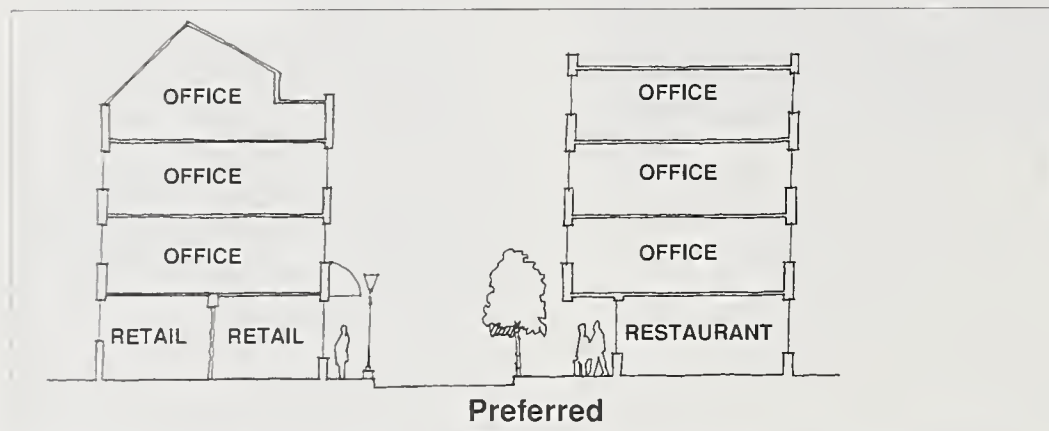 OFFICE
OFFICE
OFFICE
RETAIL RETAIL
OFFICE
OFFICE
OFFICE
RESTAURANT
Preferred